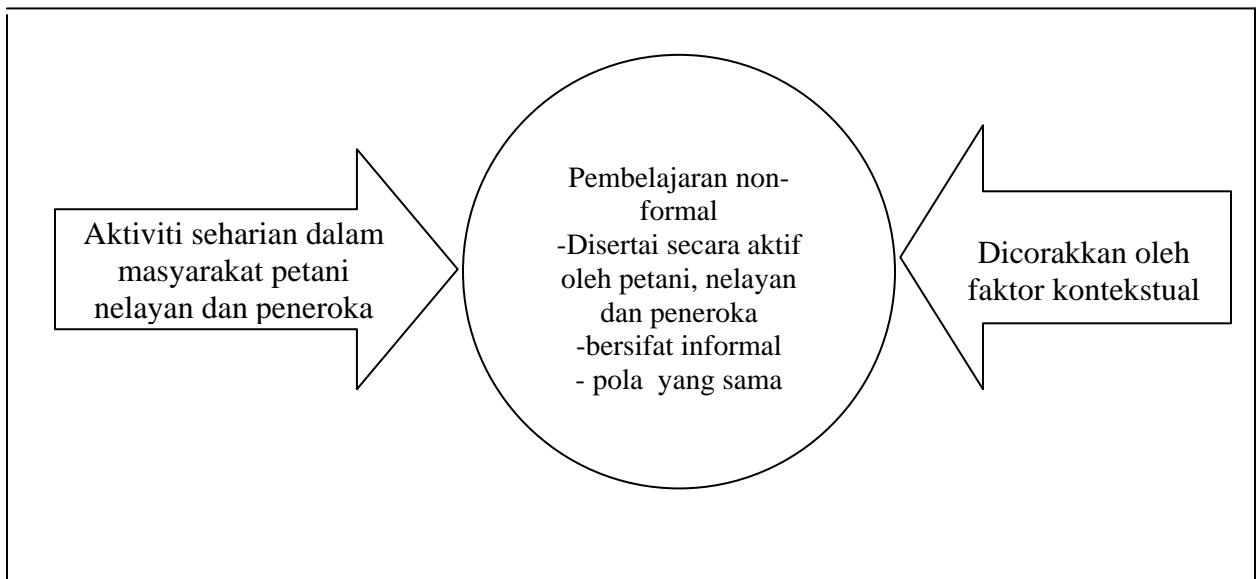 Aktiviti seharian dalam
masyarakat petani
nelayan dan peneroka
Pembelajaran non-
formal
-Disertai secara aktif
oleh petani, nelayan
dan peneroka
-bersifat informal
- pola  yang sama
Dicorakkan oleh
faktor kontekstual